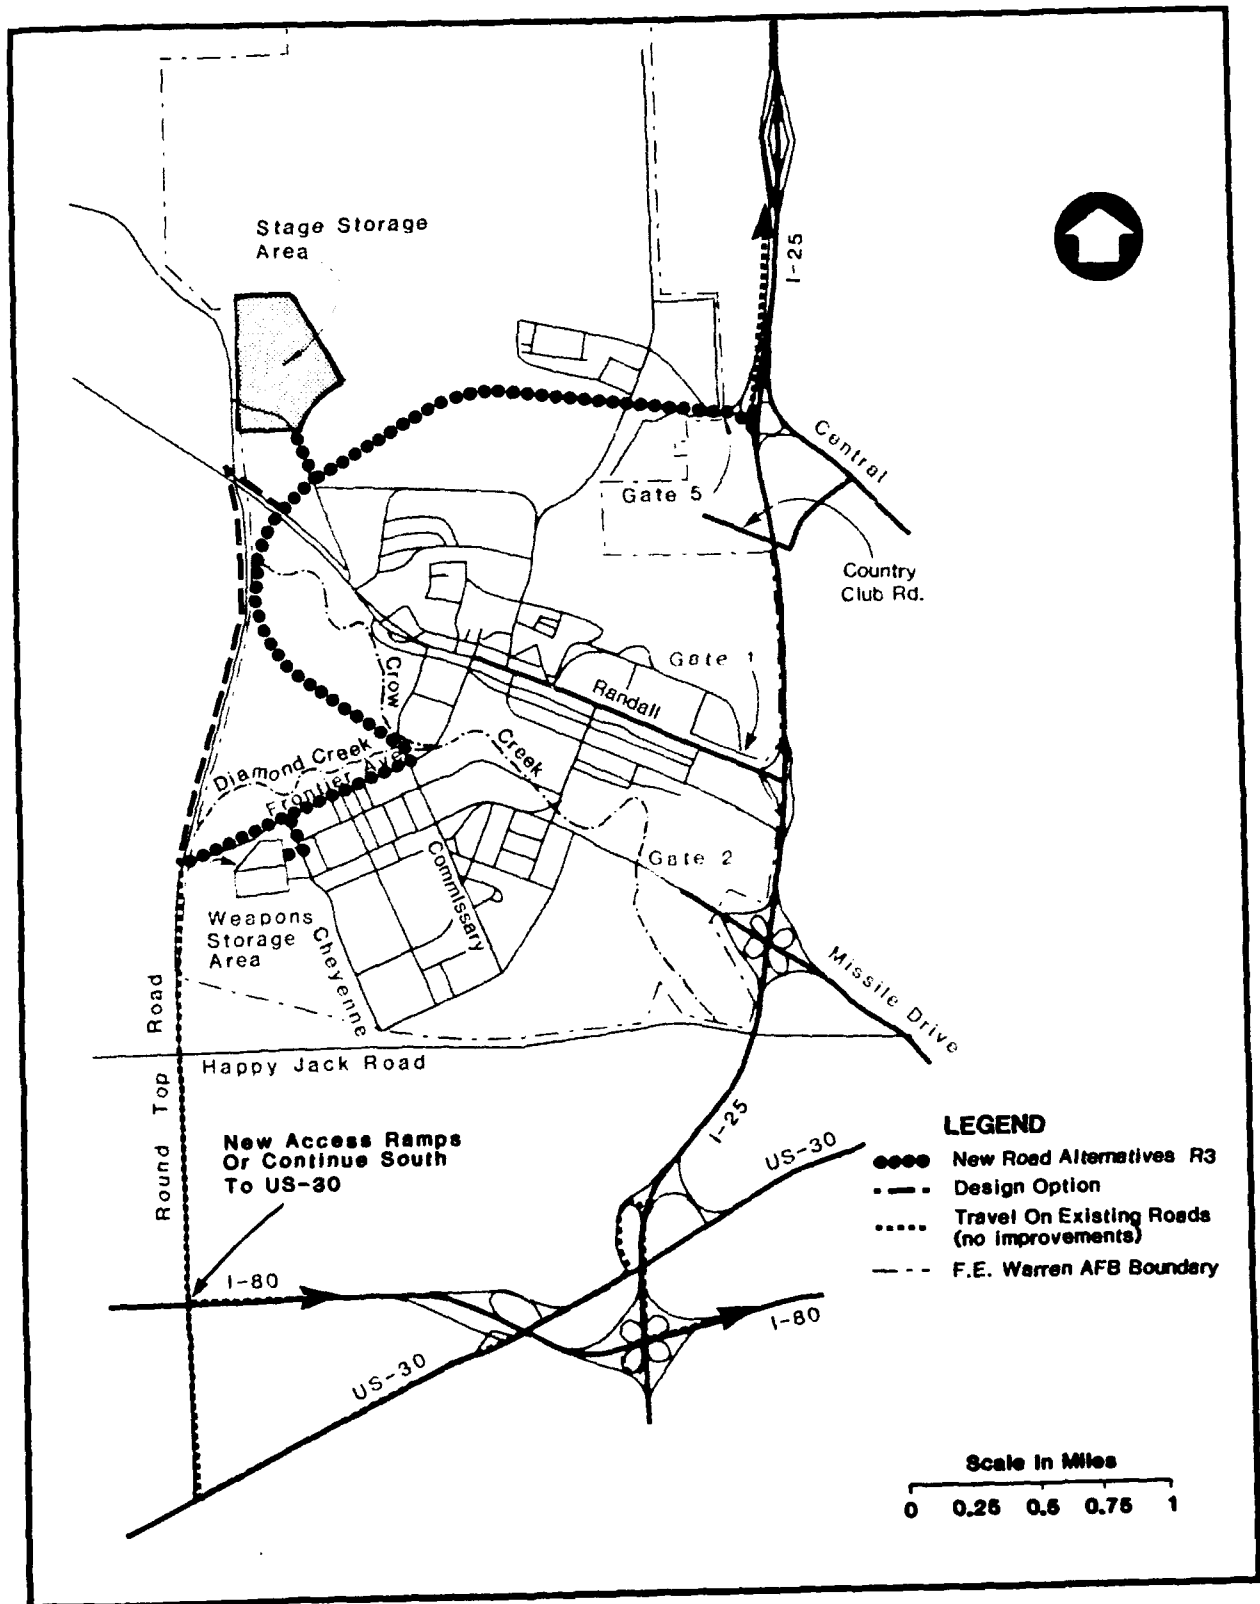 Stage Storage
Area
I-25
Central
Gate 5
Country
Club Rd.
Gate 1
Randall
Crow
Creek
Diamond Creek
Frontier Ave
Gate 2
Commissary
Weapons
Storage
Area
Cheyenne
Missile Drive
Round Top Road
Happy Jack Road
I-25
New Access Ramps
Or Continue South
To US-30
US-30
I-80
I-80
US-30
LEGEND
New Road Alternatives R3
Design Option
Travel On Existing Roads
(no improvements)
F.E. Warren AFB Boundary
Scale In Miles
0 0.25 0.5 0.75 1